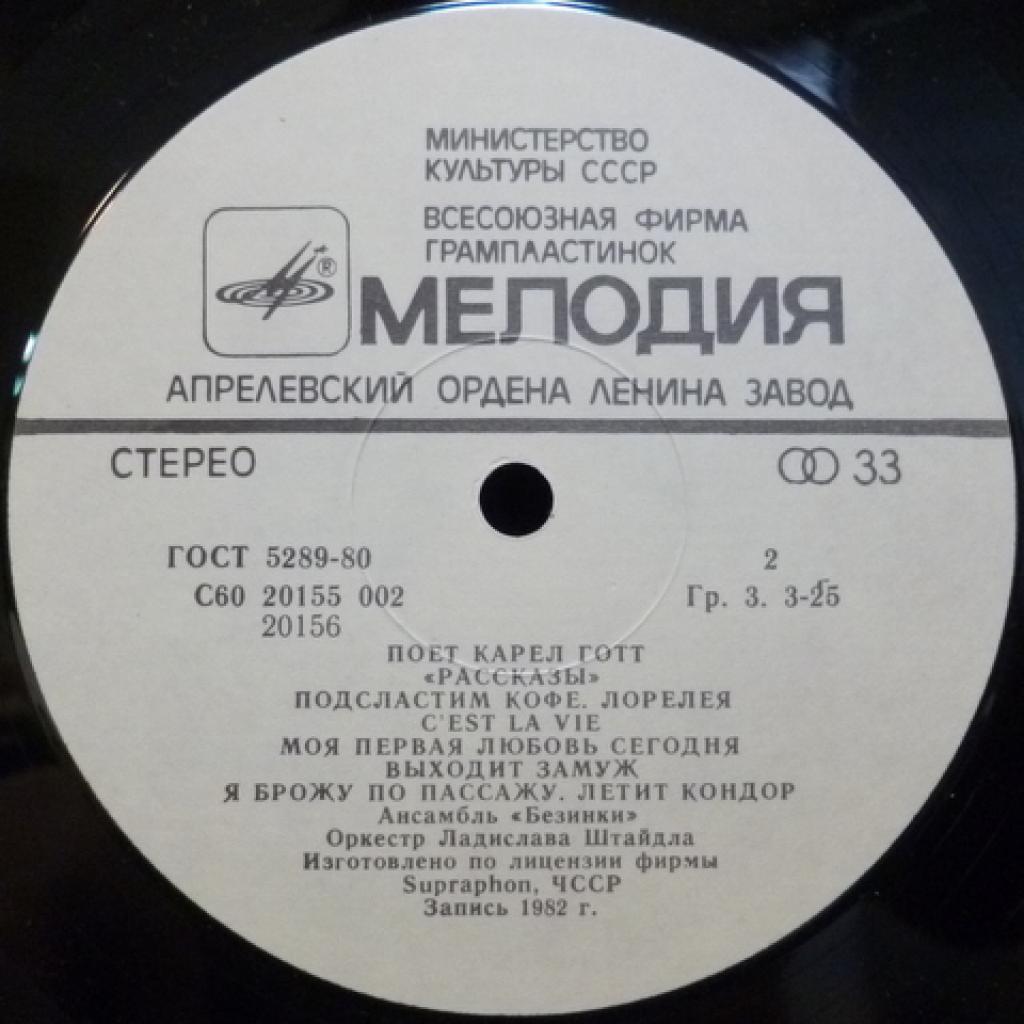 МИНИСТЕРСТВО
КУЛЬТУРЫ СССР
ВСЕСОЮЗНАЯ ФИРМА
ГРАМПЛАСТИНОК
®
МЕЛОДИЯ
АПРЕЛЕВСКИЙ ОРДЕНА ЛЕНИНА ЗАВОД
СТЕРЕО 33
ГОСТ 5289-80 2
С60 20155 002 Гр. 3.
20156
ПОЕТ КАРЕЛ ГОТТ
«РАССКАЗЫ»
ПОДСЛАСТИМ КОФЕ. ЛОРЕЛЕЯ
C'EST LA VIE
МОЯ ПЕРВАЯ ЛЮБОВЬ СЕГОДНЯ
ВЫХОДИТ ЗАМУЖ
Я БРОЖУ ПО ПАССАЖУ. ЛЕТИТ КОНДОР
Ансамбль «Безинки»
Оркестр Ладислава Штайдла
Изготовлено по лицензии фирмы
Supraphon, ЧССР
Запись 1982 г.